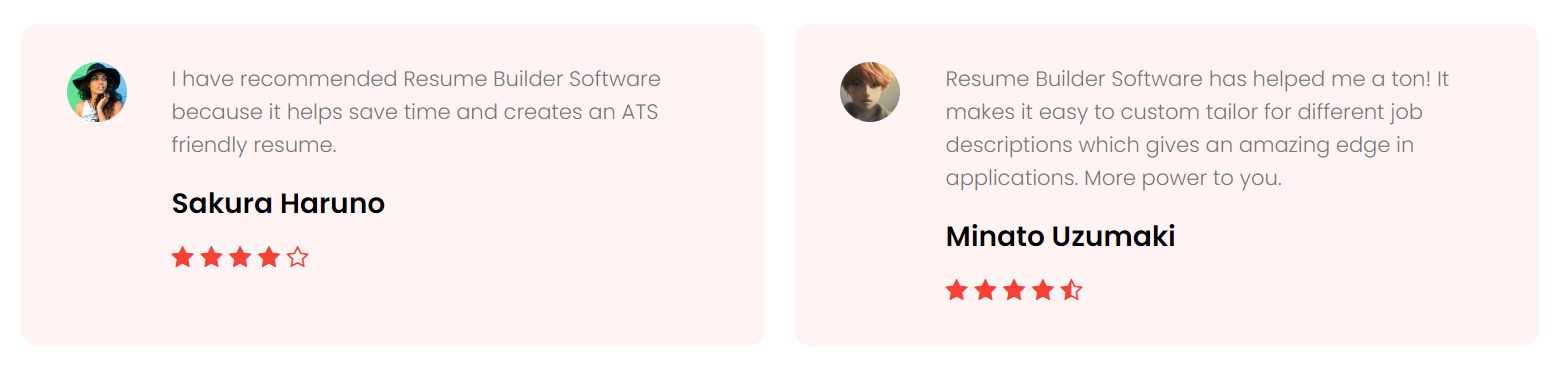 I have recommended Resume Builder Software
because it helps save time and creates an ATS
friendly resume.
Sakura Haruno
Resume Builder Software has helped me a ton! It
makes it easy to custom tailor for different job
descriptions which gives an amazing edge in
applications. More power to you.
Minato Uzumaki